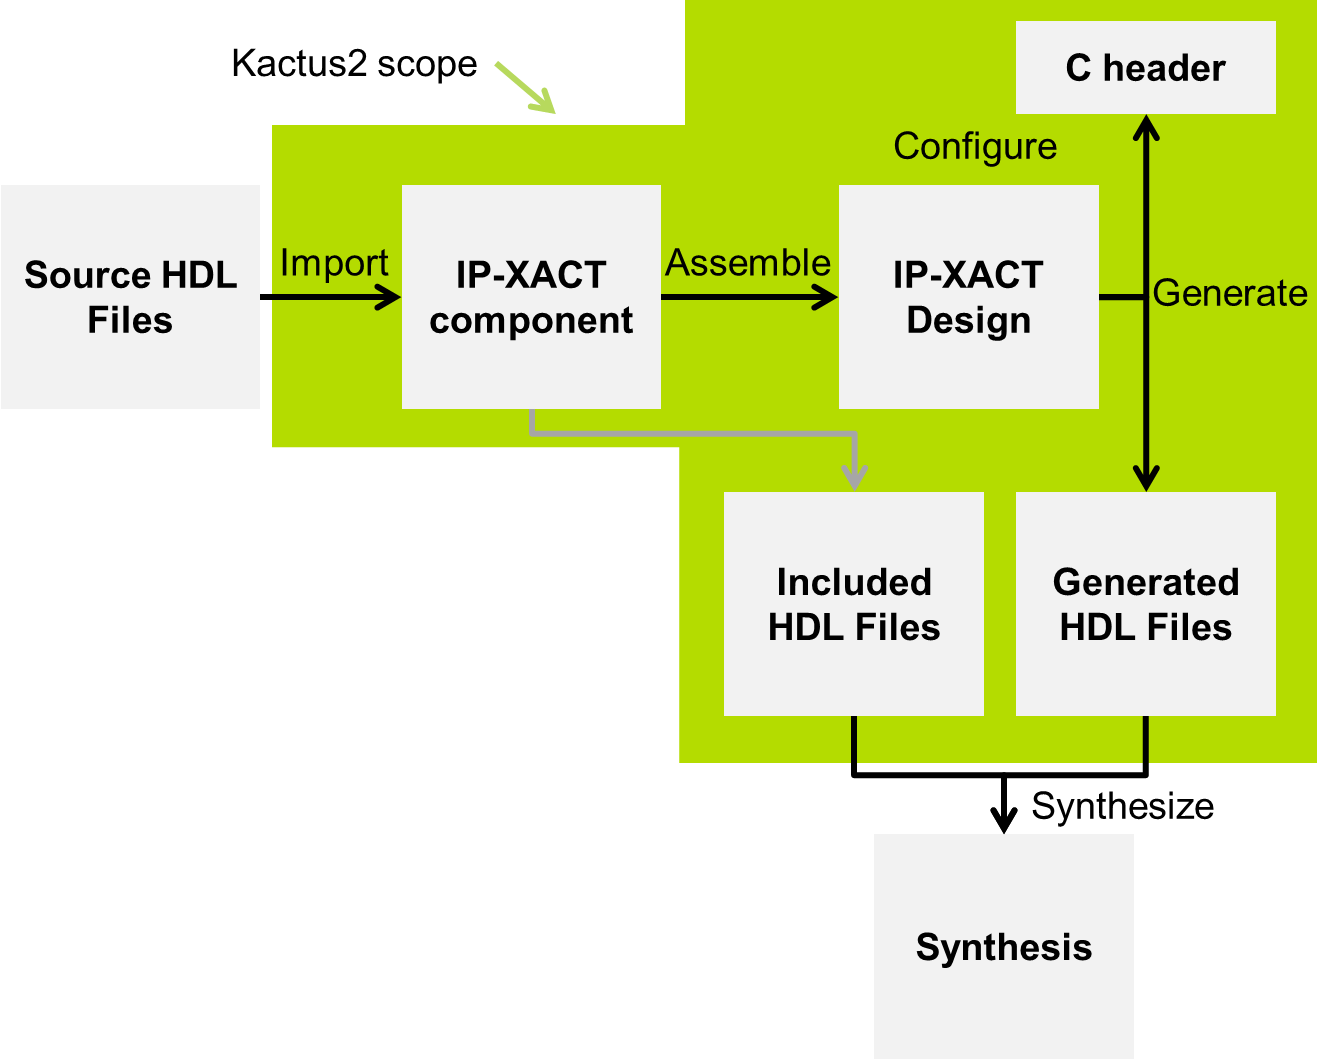 Kactus2 scope
C header
Configure
Source HDL
Files
Import
IP-XACT
component
Assemble
IP-XACT
Design
Generate
Included
HDL Files
Generated
HDL Files
Synthesize
Synthesis